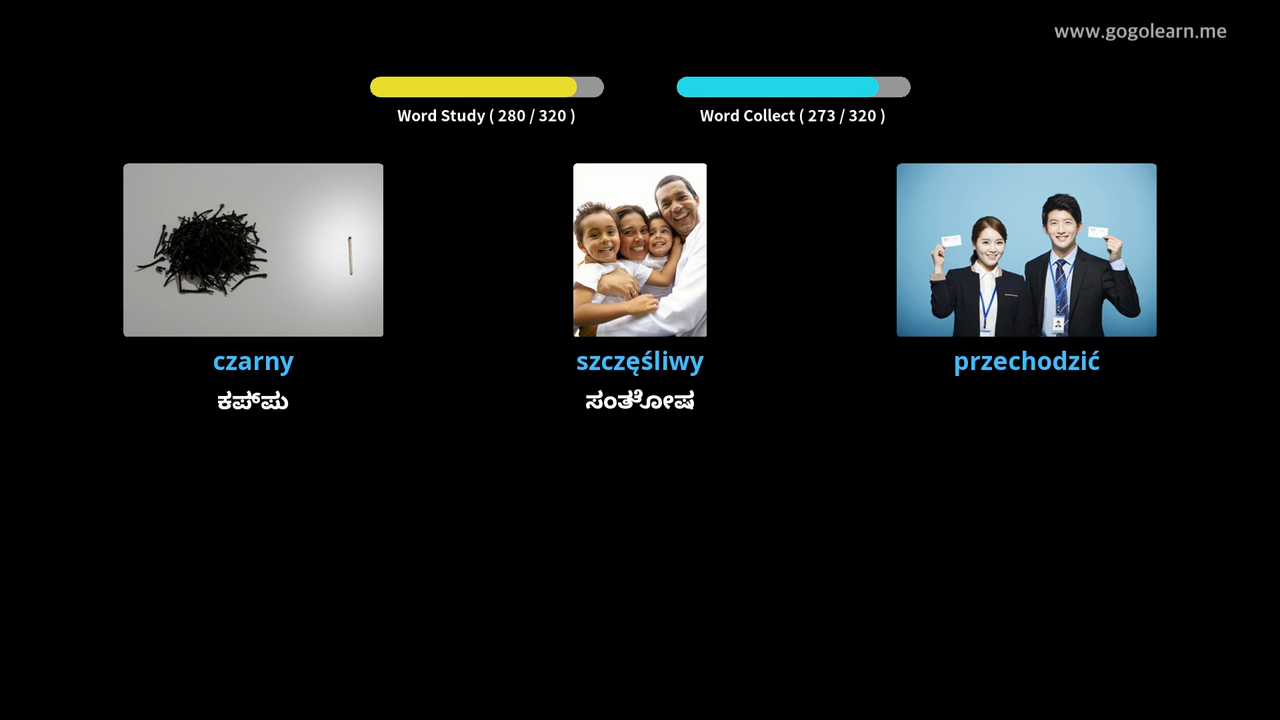 www.gogolearn.me
Word Study ( 280 / 320 )
Word Collect ( 273 / 320 )
czarny
ಕಪ್ಪು
szczęśliwy
ಸಂತೋಷ
przechodzić